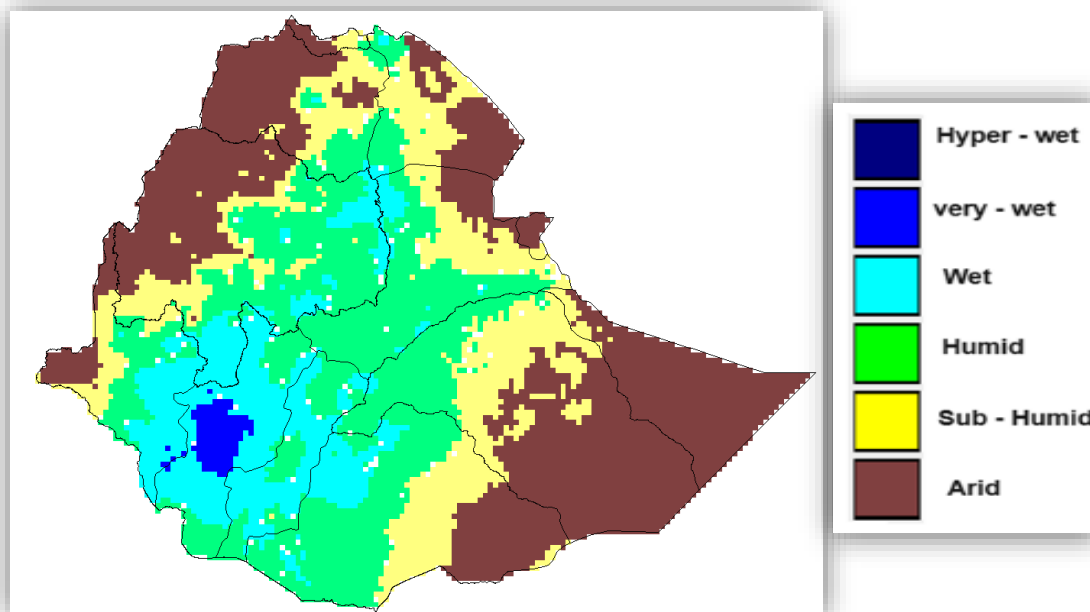 Hyper - wet
very - wet
Wet
Humid
Sub - Humid
Arid